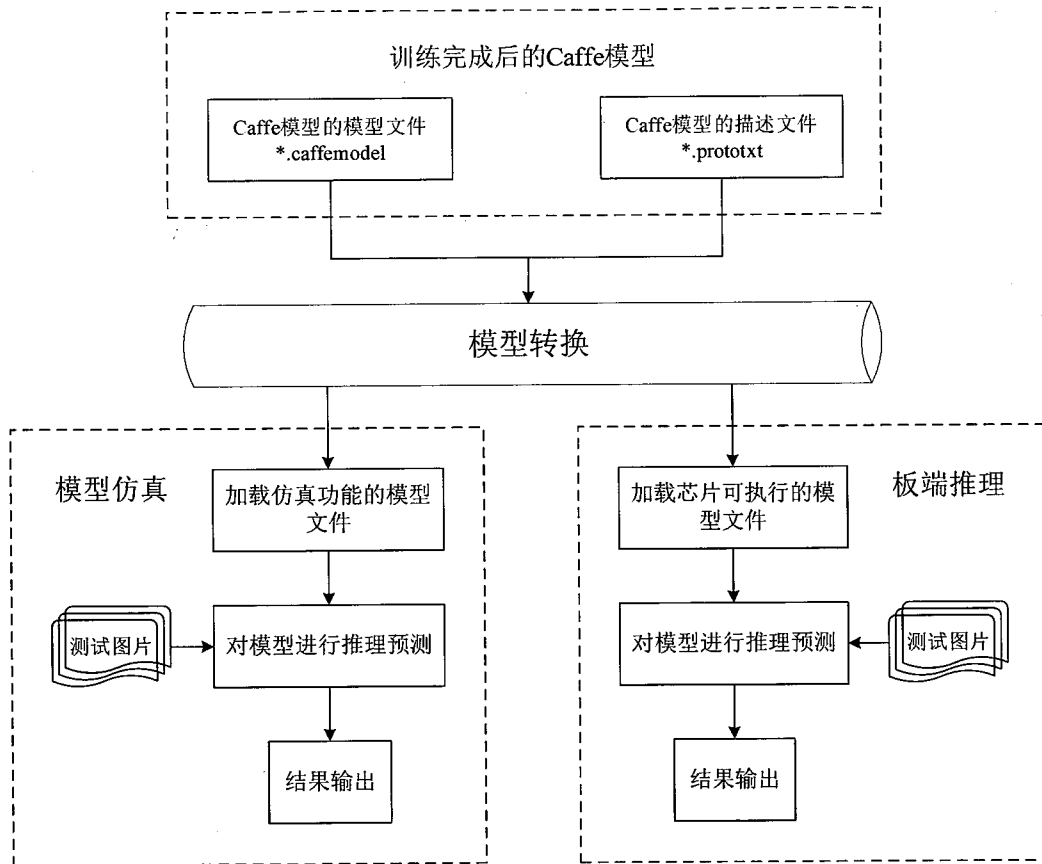 训练完成后的Caffe模型
Caffe模型的模型文件
*.caffemodel
Caffe模型的描述文件
*.prototxt
模型转换
模型仿真
加载仿真功能的模型
文件
测试图片
对模型进行推理预测
结果输出
板端推理
加载芯片可执行的模
型文件
对模型进行推理预测
测试图片
结果输出